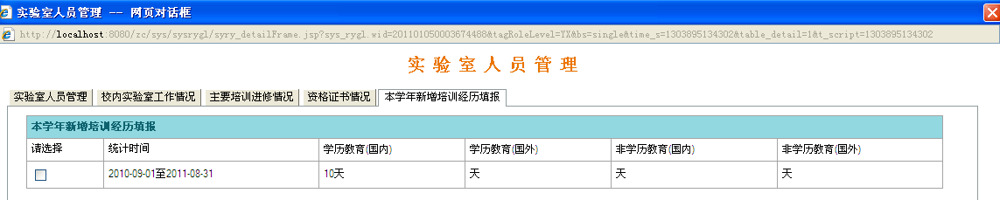 实验室人员管理 -- 网页对话框
http://localhost:8080/zc/sys/sysrygl/syry_detailFrame.jsp?sys_rygl.wid=201101050003674488&tagRoleLevel=YX&bs=single&time_s=1303895134302&table_detail=1&t_script=1303895134302
实验室人员管理
实验室人员管理 校内实验室工作情况 主要培训进修情况 资格证书情况 本学年新增培训经历填报
本学年新增培训经历填报
请选择 统计时间 学历教育(国内) 学历教育(国外) 非学历教育(国内) 非学历教育(国外)
2010-09-01至2011-08-31 10天 天 天 天